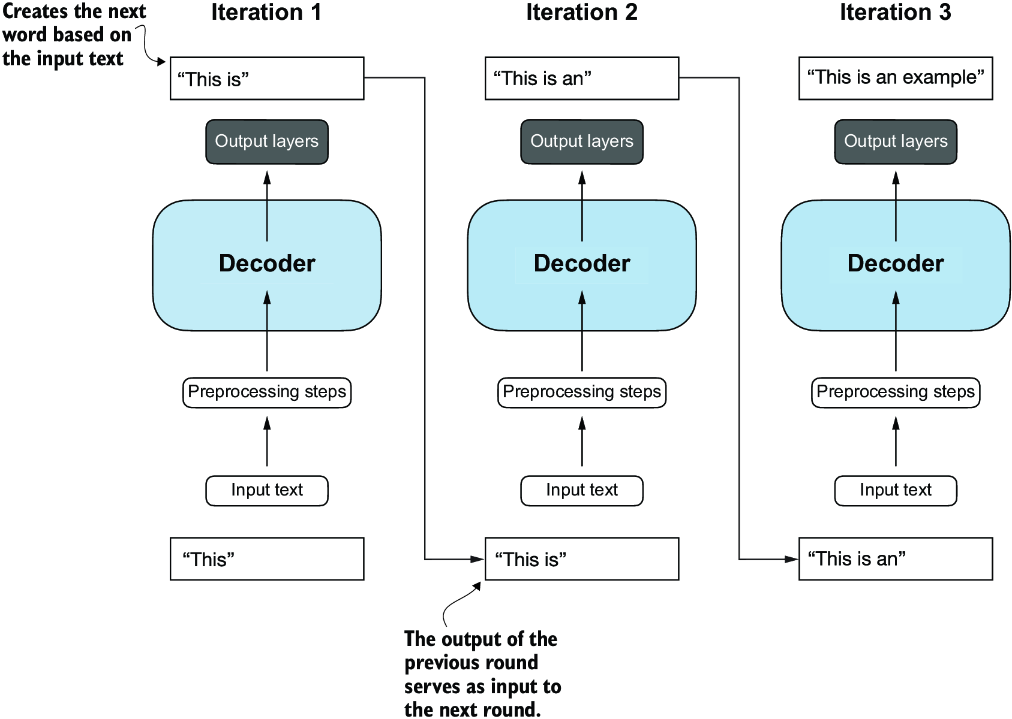 Creates the next
word based on
the input text
Iteration 1
“This is”
Output layers
Decoder
Preprocessing steps
Input text
“This”
Iteration 2
“This is an”
Output layers
Decoder
Preprocessing steps
Input text
“This is”
The output of the
previous round
serves as input to
the next round.
Iteration 3
“This is an example”
Output layers
Decoder
Preprocessing steps
Input text
“This is an”